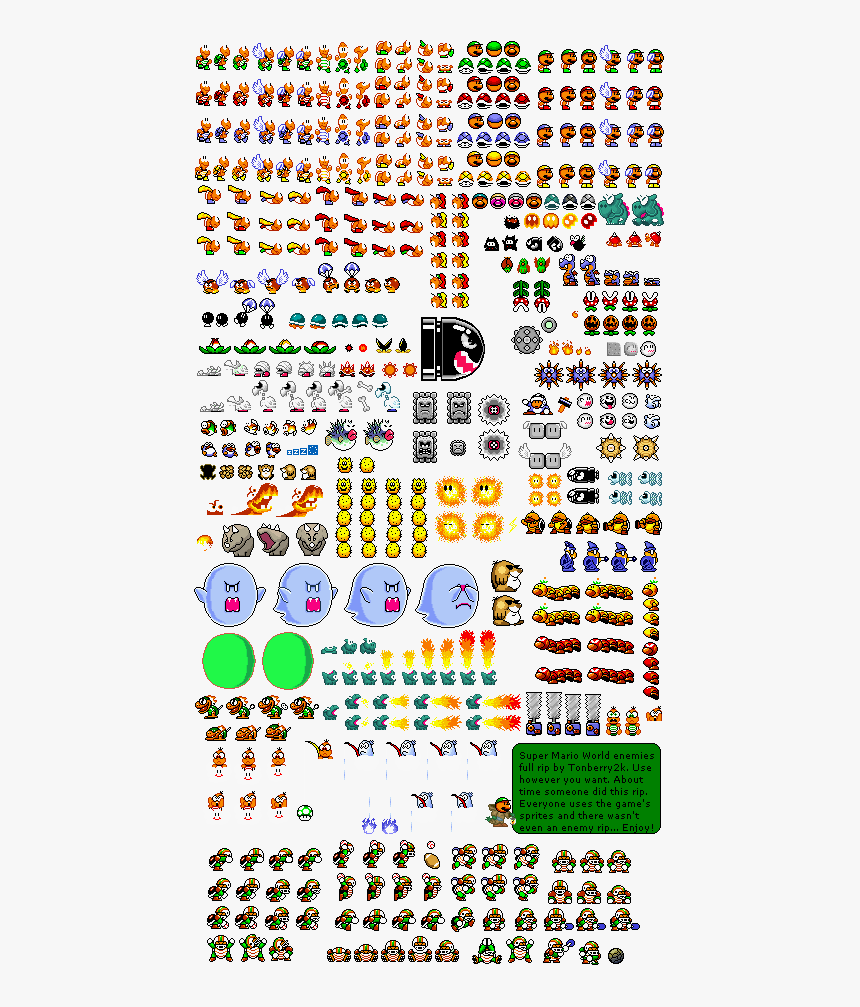 Super Mario World enemies
full rip by Tonberry2k. Use
however you want. About
time someone did this rip.
Everyone uses the game's
sprites and there wasn't
even an enemy rip... Enjoy!